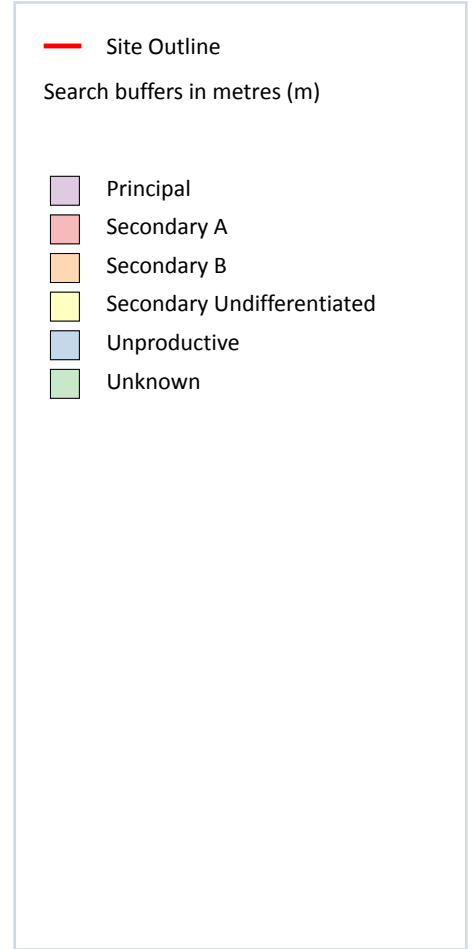 Site Outline
Search buffers in metres (m)
Principal
Secondary A
Secondary B
Secondary Undifferentiated
Unproductive
Unknown